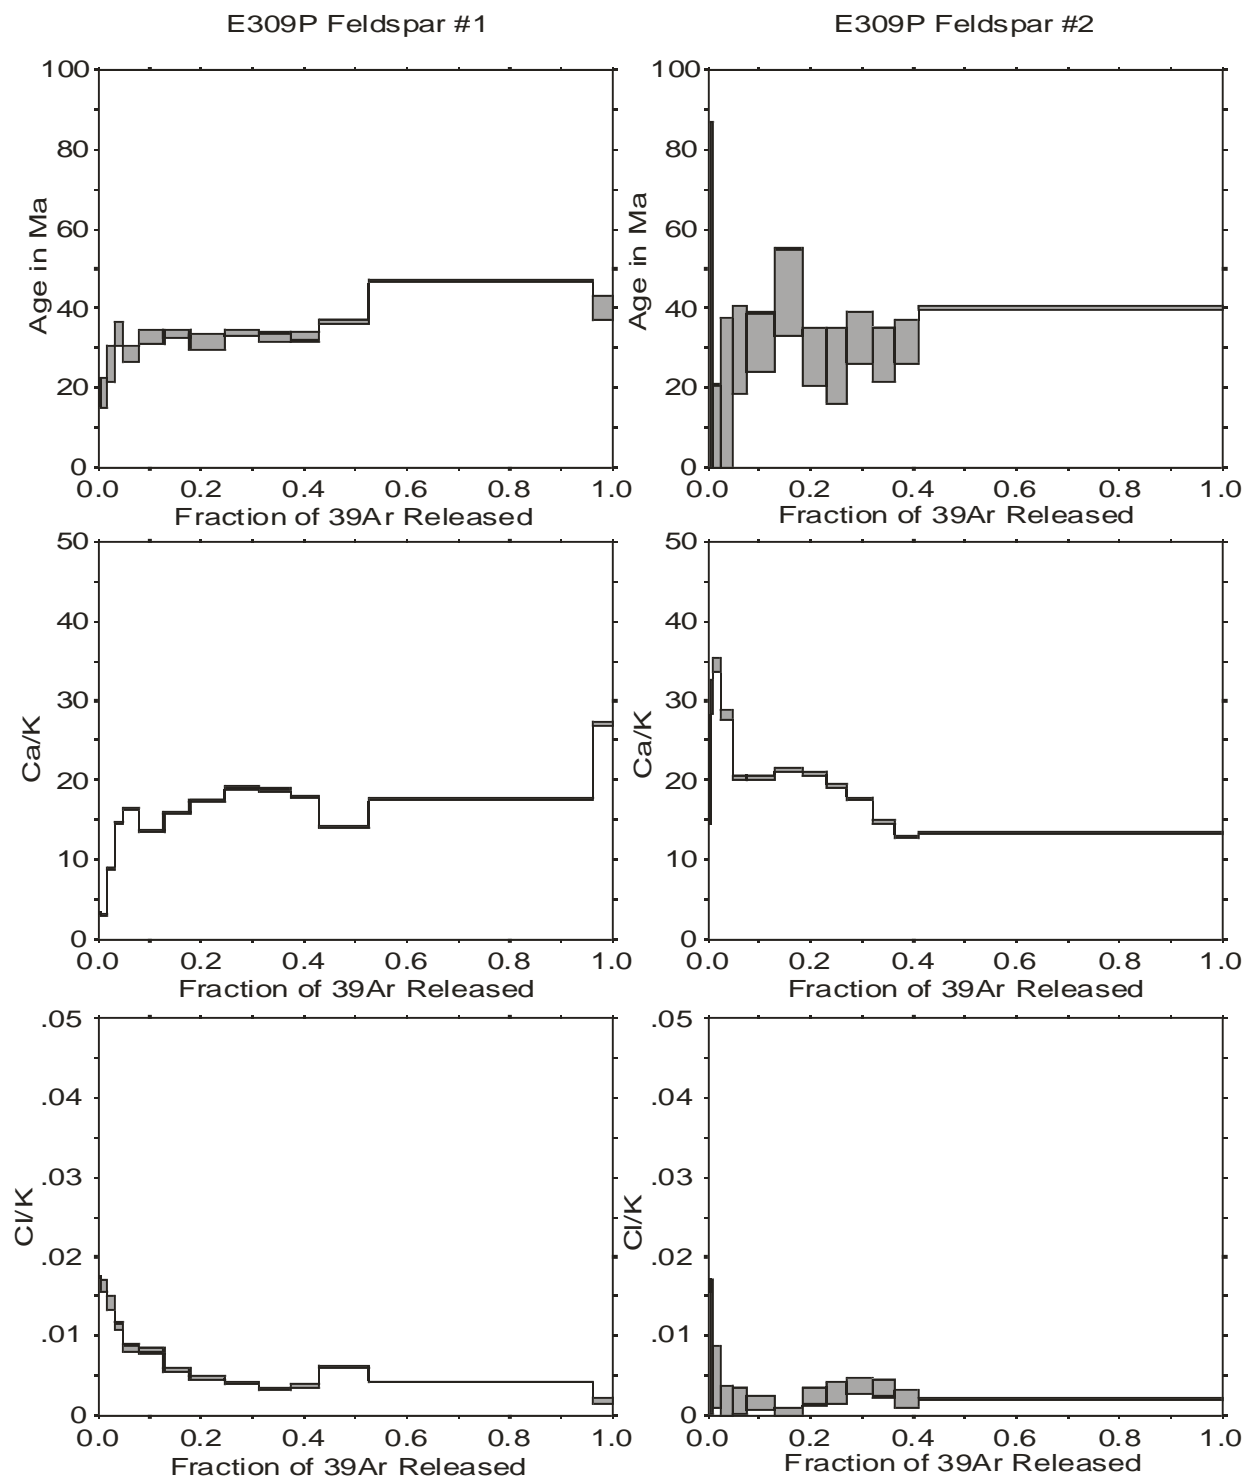 E309P Feldspar #1
E309P Feldspar #2
100
80
60
40
20
0
Age in Ma
0.0 0.2 0.4 0.6 0.8 1.0
Fraction of 39Ar Released
100
80
60
40
20
0
Age in Ma
0.0 0.2 0.4 0.6 0.8 1.0
Fraction of 39Ar Released
50
40
30
20
10
0
Ca/K
0.0 0.2 0.4 0.6 0.8 1.0
Fraction of 39Ar Released
50
40
30
20
10
0
Ca/K
0.0 0.2 0.4 0.6 0.8 1.0
Fraction of 39Ar Released
.05
.04
.03
.02
.01
0
Cl/K
0.0 0.2 0.4 0.6 0.8 1.0
Fraction of 39Ar Released
.05
.04
.03
.02
.01
0
Cl/K
0.0 0.2 0.4 0.6 0.8 1.0
Fraction of 39Ar Released